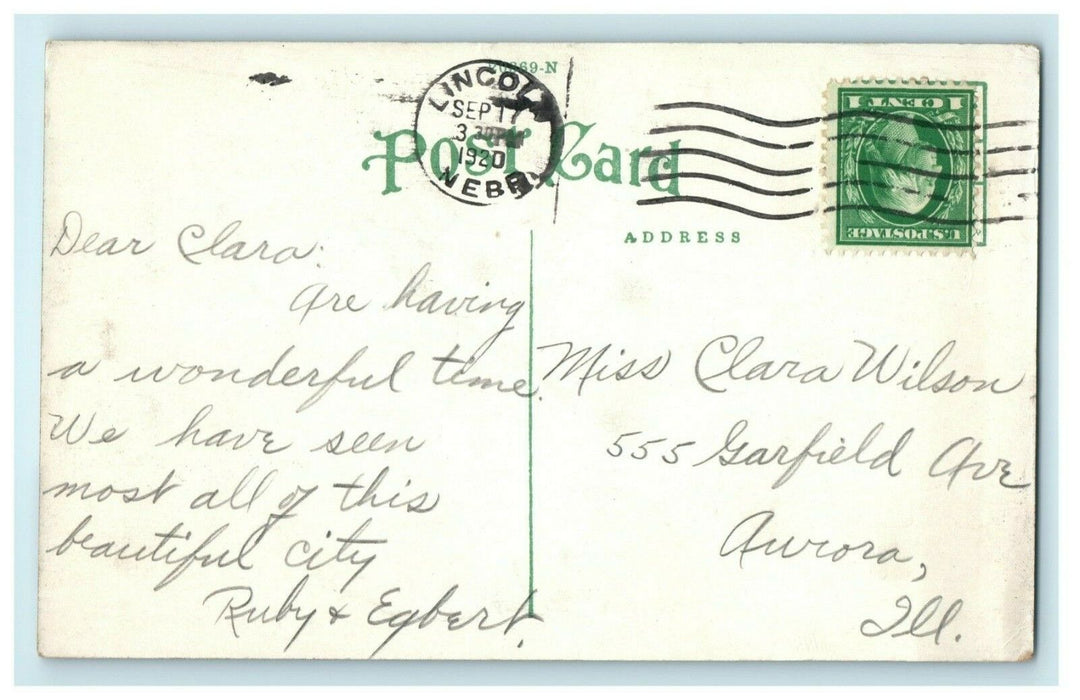 LINCOLN
SEP 17
3 30 PM
1920
NEBR.
Post Card
ADDRESS
1 CENT 1
U.S. POSTAGE
Dear Clara:
are having
a wonderful time.
We have seen
most all of this
beautiful city
Ruby & Egbert.
Miss Clara Wilson
555 Garfield Ave
Aurora,
Ill.